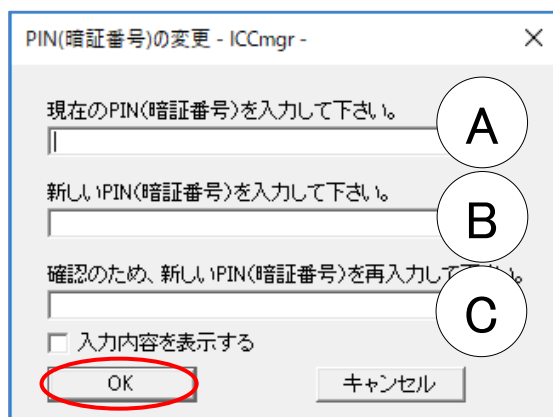 PIN(暗証番号)の変更 - ICCmgr -
現在のPIN(暗証番号)を入力して下さい。
A
新しいPIN(暗証番号)を入力して下さい。
B
確認のため、新しいPIN(暗証番号)を再入力して下さい。
C
入力内容を表示する
OK キャンセル